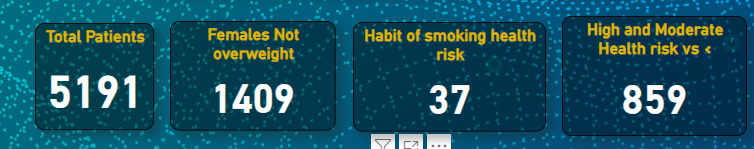 Total Patients
5191
Females Not
overweight
1409
Habit of smoking health
risk
37
High and Moderate
Health risk vs <
859